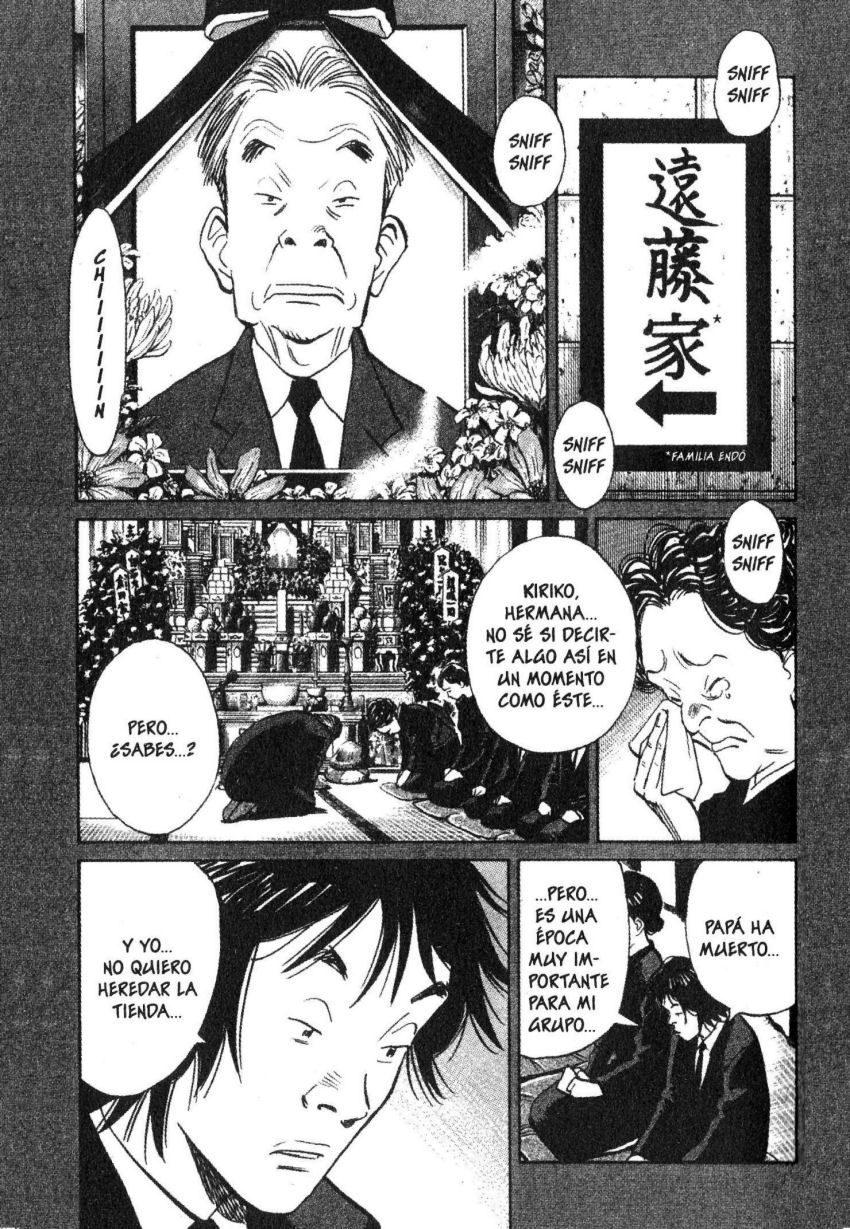 SNIFF
SNIFF
遠藤家*
*FAMILIA ENDÓ
SNIFF
SNIFF
SNIFF
SNIFF
CHIIIIIIIN
SNIFF
SNIFF
KIRIKO,
HERMANA...
NO SÉ SI DECIR-
TE ALGO ASÍ EN
UN MOMENTO
COMO ÉSTE...
PERO...
¿SABES...?
PAPÁ HA
MUERTO...
...PERO...
ES UNA
ÉPOCA
MUY IM-
PORTANTE
PARA MI
GRUPO...
Y YO...
NO QUIERO
HEREDAR LA
TIENDA...